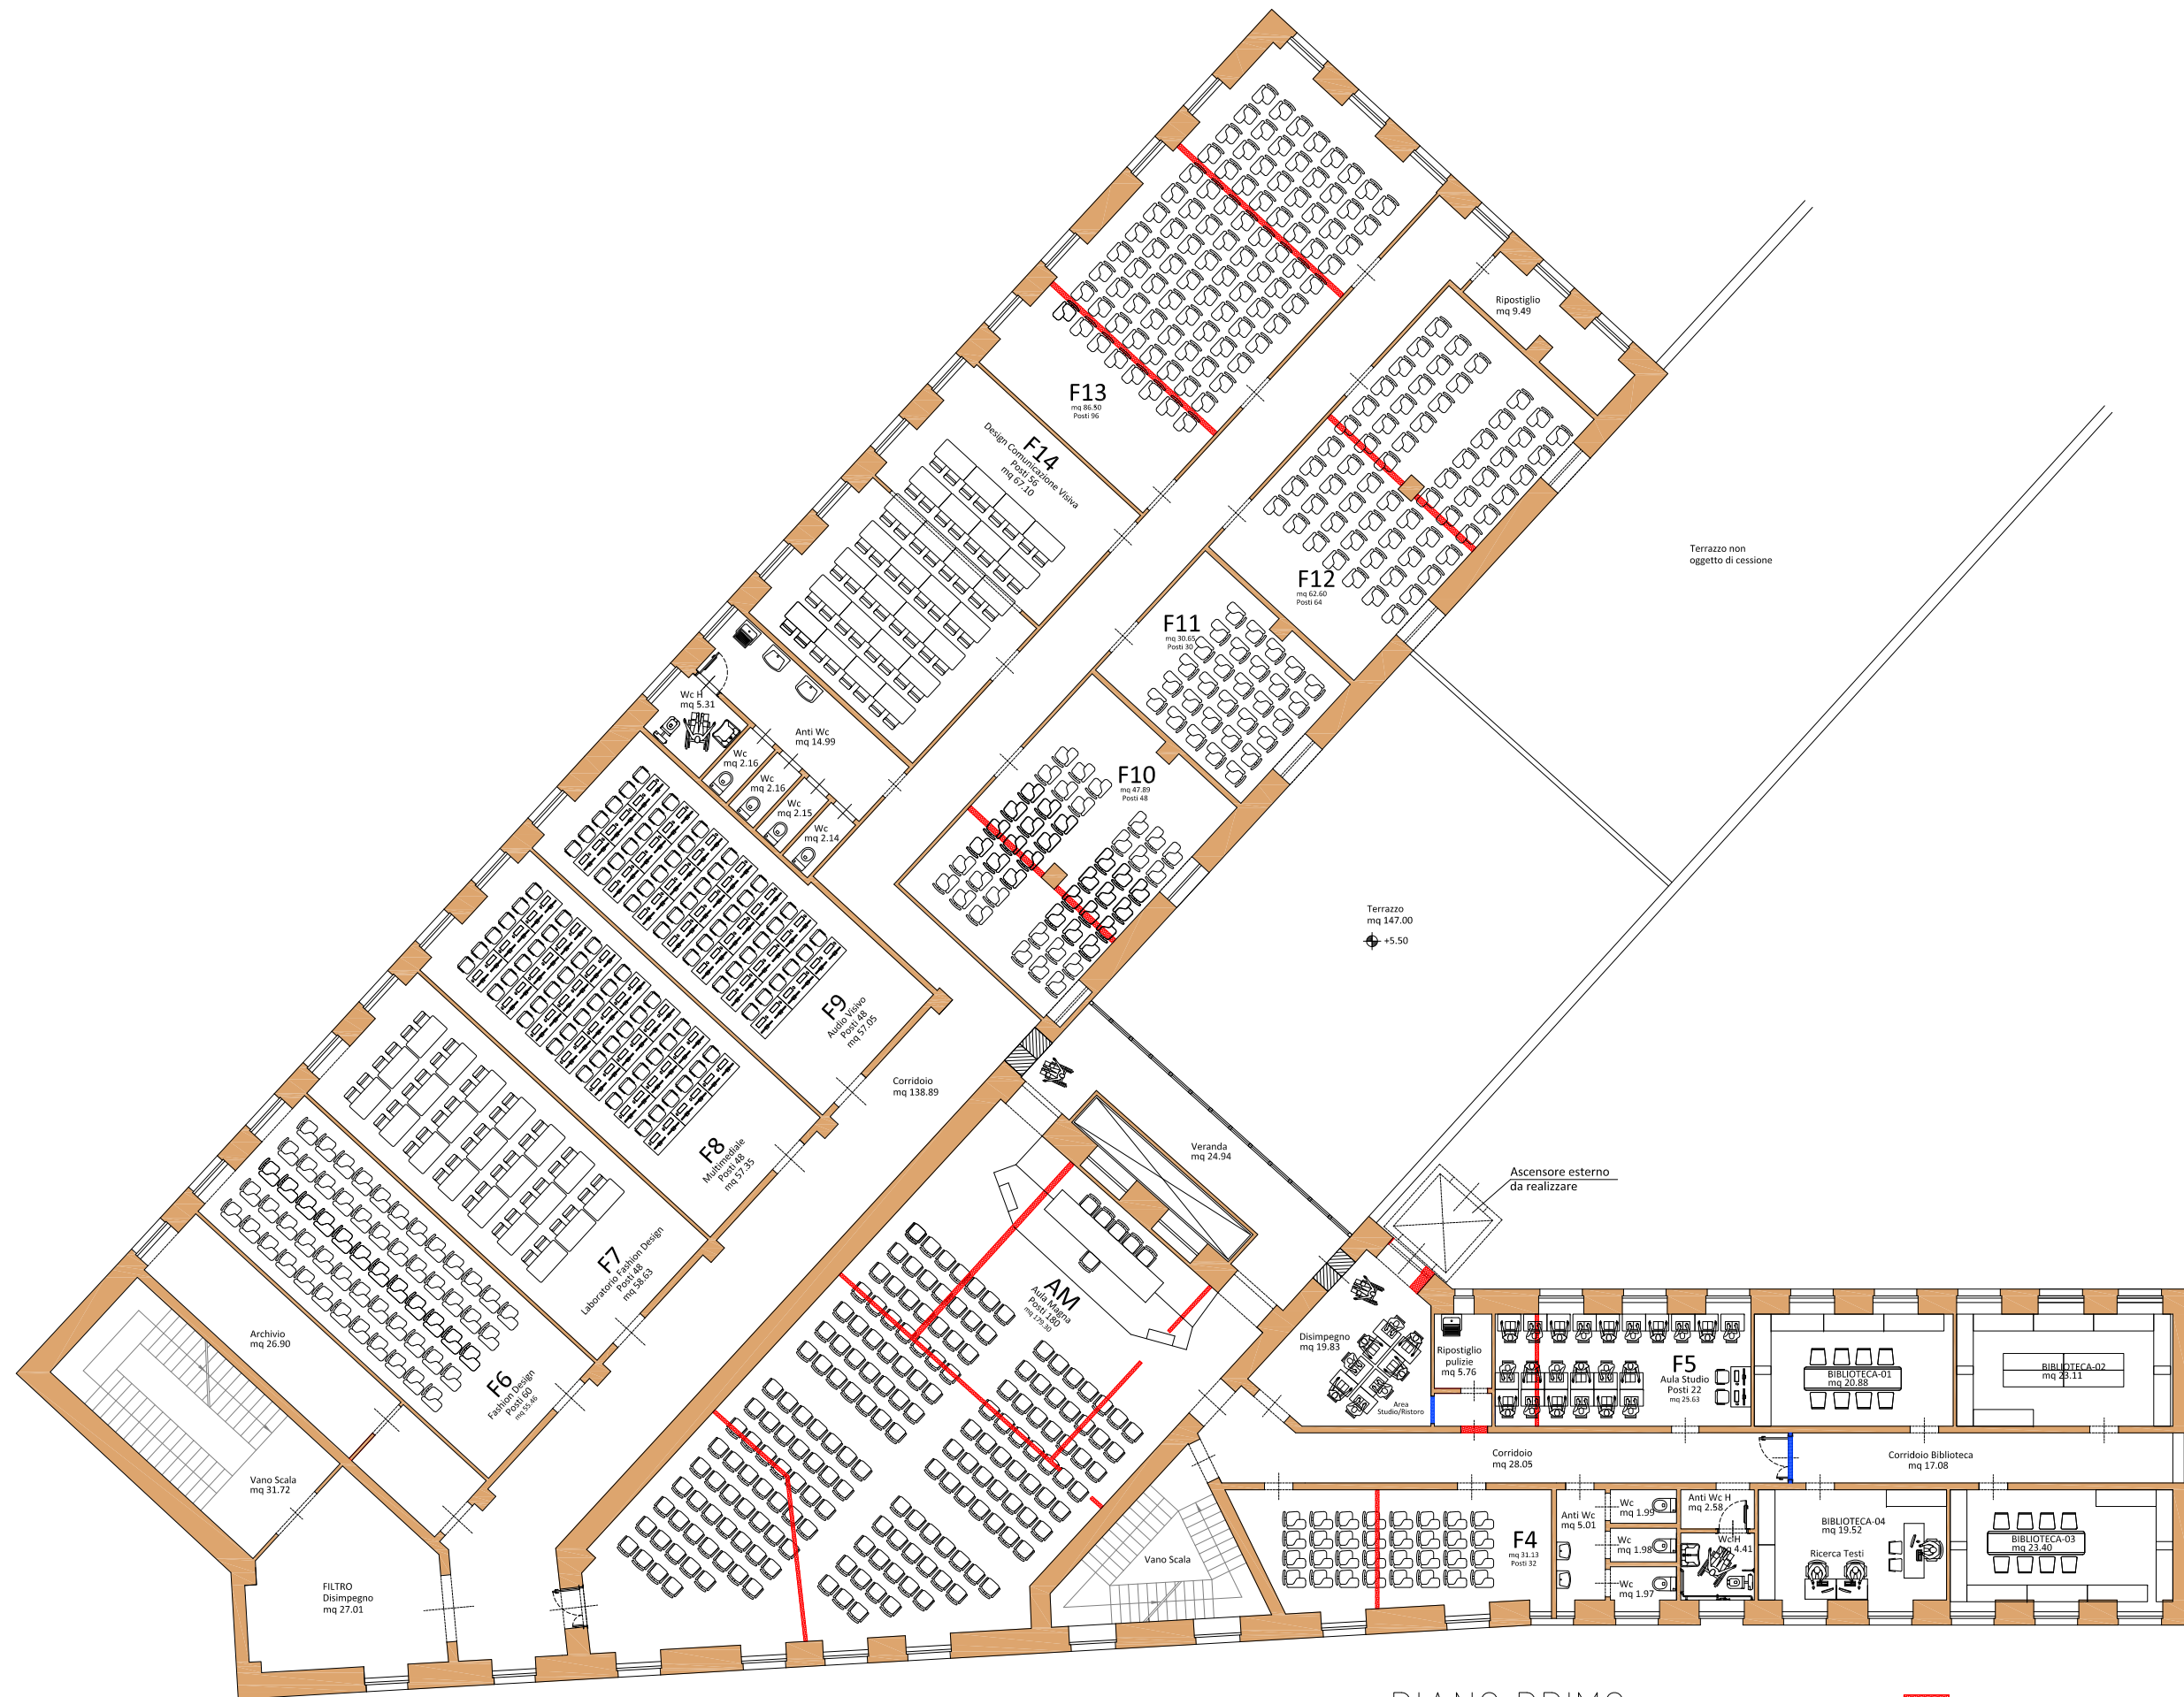 Ripostiglio
mq 9.49
F13
mq 86.50
Posti 96
F14
Design Comunicazione Visiva
Posti 56
mq 67.10
Terrazzo non
oggetto di cessione
F12
mq 62.60
Posti 64
F11
mq 30.65
Posti 30
Wc H
mq 5.31
Anti Wc
mq 14.99
Wc
mq 2.16
Wc
mq 2.16
Wc
mq 2.15
Wc
mq 2.14
F10
mq 47.89
Posti 48
Terrazzo
mq 147.00
+5.50
F9
Audio Visivo
Posti 48
mq 57.05
Corridoio
mq 138.89
F8
Multimediale
Posti 48
mq 57.35
Veranda
mq 24.94
Ascensore esterno
da realizzare
F7
Laboratorio Fashion Design
Posti 48
mq 58.63
AM
Aula Magna
Posti 180
mq 179.30
Archivio
mq 26.90
F6
Fashion Design
Posti 60
mq 55.46
Disimpegno
mq 19.83
Area
Studio/Ristoro
Ripostiglio
pulizie
mq 5.76
F5
Aula Studio
Posti 22
mq 25.63
BIBLIOTECA-01
mq 20.88
BIBLIOTECA-02
mq 23.11
Corridoio
mq 28.05
Corridoio Biblioteca
mq 17.08
Vano Scala
mq 31.72
FILTRO
Disimpegno
mq 27.01
Vano Scala
F4
mq 31.13
Posti 32
Anti Wc
mq 5.01
Wc
mq 1.99
Wc
mq 1.98
Wc
mq 1.97
Anti Wc H
mq 2.58
Wc H
4.41
BIBLIOTECA-04
mq 19.52
Ricerca Testi
BIBLIOTECA-03
mq 23.40
PIANO PRIMO